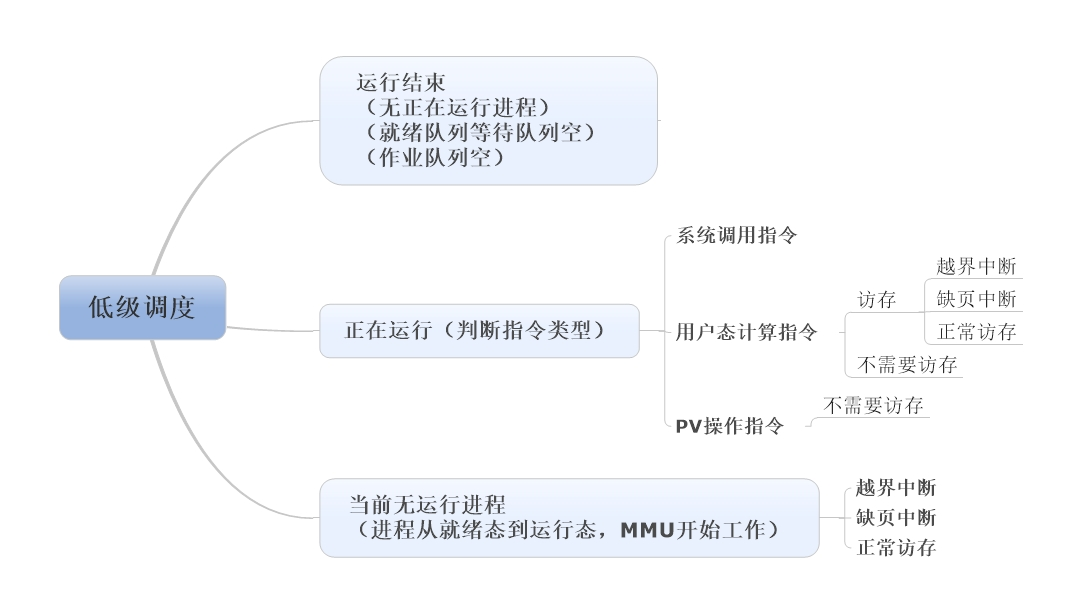 运行结束
（无正在运行进程）
（就绪队列等待队列空）
（作业队列空）
低级调度
正在运行（判断指令类型）
系统调用指令
用户态计算指令
访存
越界中断
缺页中断
正常访存
不需要访存
PV操作指令
不需要访存
当前无运行进程
（进程从就绪态到运行态，MMU开始工作）
越界中断
缺页中断
正常访存